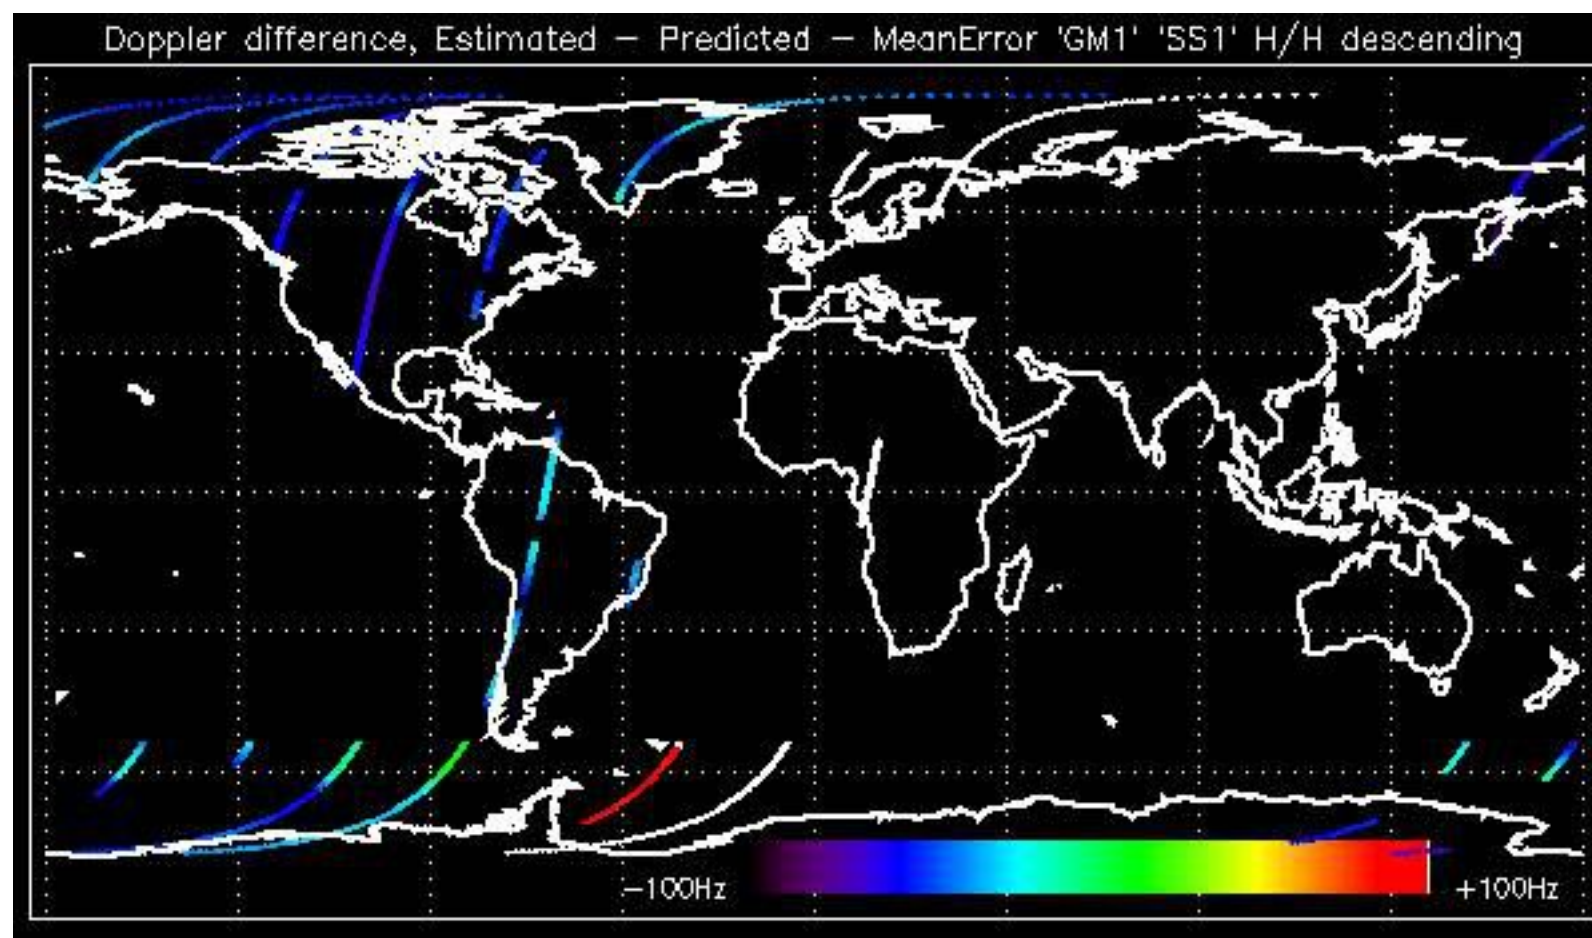 Doppler difference, Estimated – Predicted – MeanError 'GM1' 'SS1' H/H descending
-100Hz
+100Hz